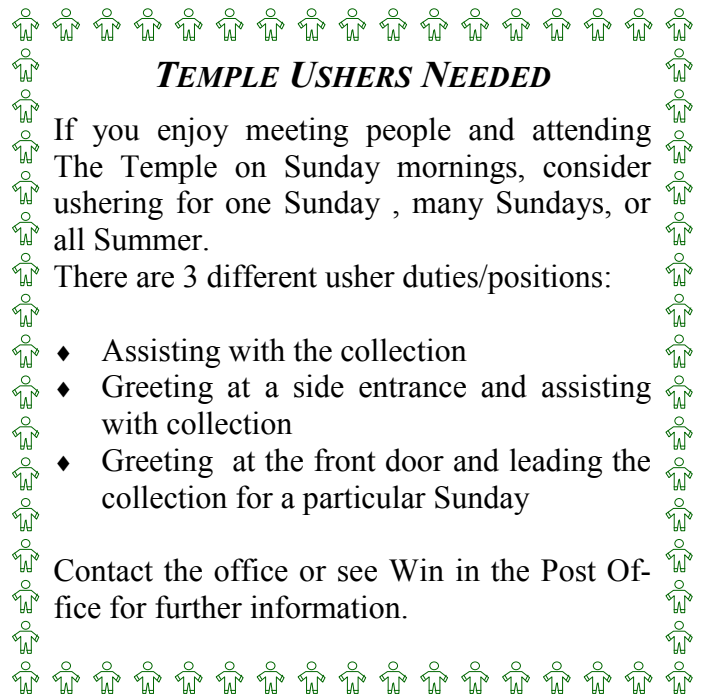 TEMPLE USHERS NEEDED
If you enjoy meeting people and attending
The Temple on Sunday mornings, consider
ushering for one Sunday , many Sundays, or
all Summer.
There are 3 different usher duties/positions:
♦ Assisting with the collection
♦ Greeting at a side entrance and assisting
with collection
♦ Greeting at the front door and leading the
collection for a particular Sunday
Contact the office or see Win in the Post Of-
fice for further information.